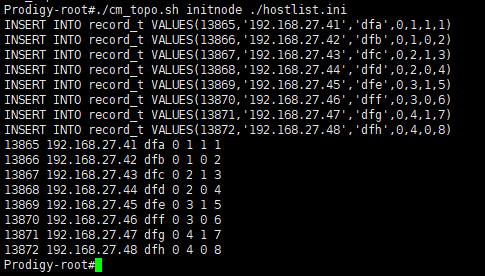 Prodigy-root#./cm_topo.sh initnode ./hostlist.ini
INSERT INTO record_t VALUES(13865,'192.168.27.41','dfa',0,1,1,1)
INSERT INTO record_t VALUES(13866,'192.168.27.42','dfb',0,1,0,2)
INSERT INTO record_t VALUES(13867,'192.168.27.43','dfc',0,2,1,3)
INSERT INTO record_t VALUES(13868,'192.168.27.44','dfd',0,2,0,4)
INSERT INTO record_t VALUES(13869,'192.168.27.45','dfe',0,3,1,5)
INSERT INTO record_t VALUES(13870,'192.168.27.46','dff',0,3,0,6)
INSERT INTO record_t VALUES(13871,'192.168.27.47','dfg',0,4,1,7)
INSERT INTO record_t VALUES(13872,'192.168.27.48','dfh',0,4,0,8)
13865 192.168.27.41 dfa 0 1 1 1
13866 192.168.27.42 dfb 0 1 0 2
13867 192.168.27.43 dfc 0 2 1 3
13868 192.168.27.44 dfd 0 2 0 4
13869 192.168.27.45 dfe 0 3 1 5
13870 192.168.27.46 dff 0 3 0 6
13871 192.168.27.47 dfg 0 4 1 7
13872 192.168.27.48 dfh 0 4 0 8
Prodigy-root#